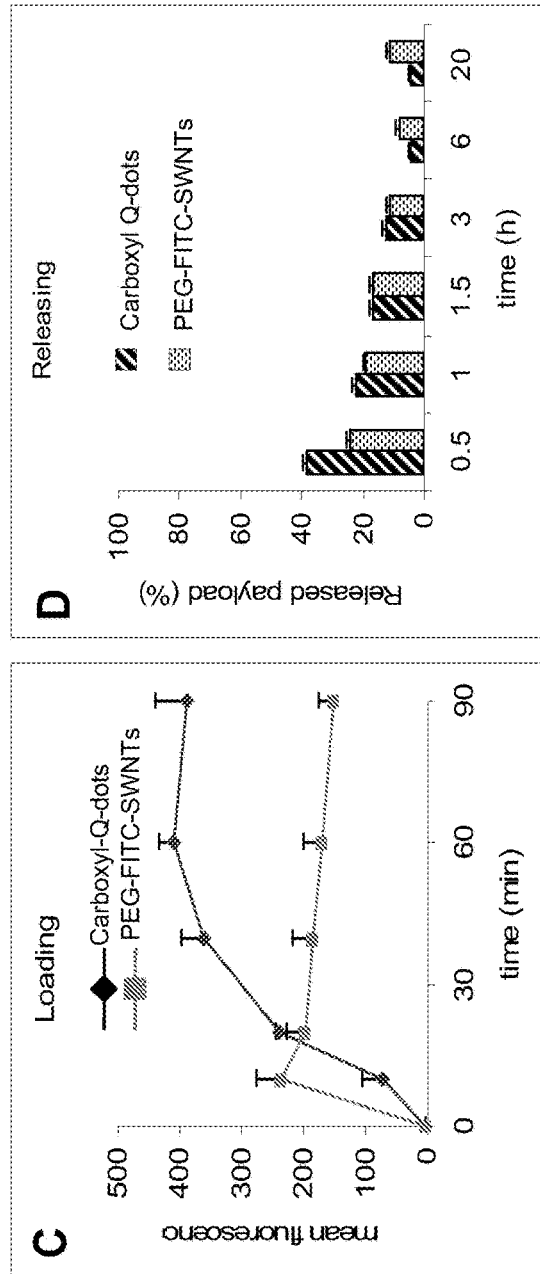 C
Loading
Carboxyl-Q-dots
PEG-FITC-SWNTs
mean fluorescenc
500
400
300
200
100
0
0 30 60 90
time (min)
D
Releasing
Carboxyl Q-dots
PEG-FITC-SWNTs
Released payload (%)
100
80
60
40
20
0
0.5 1 1.5 3 6 20
time (h)